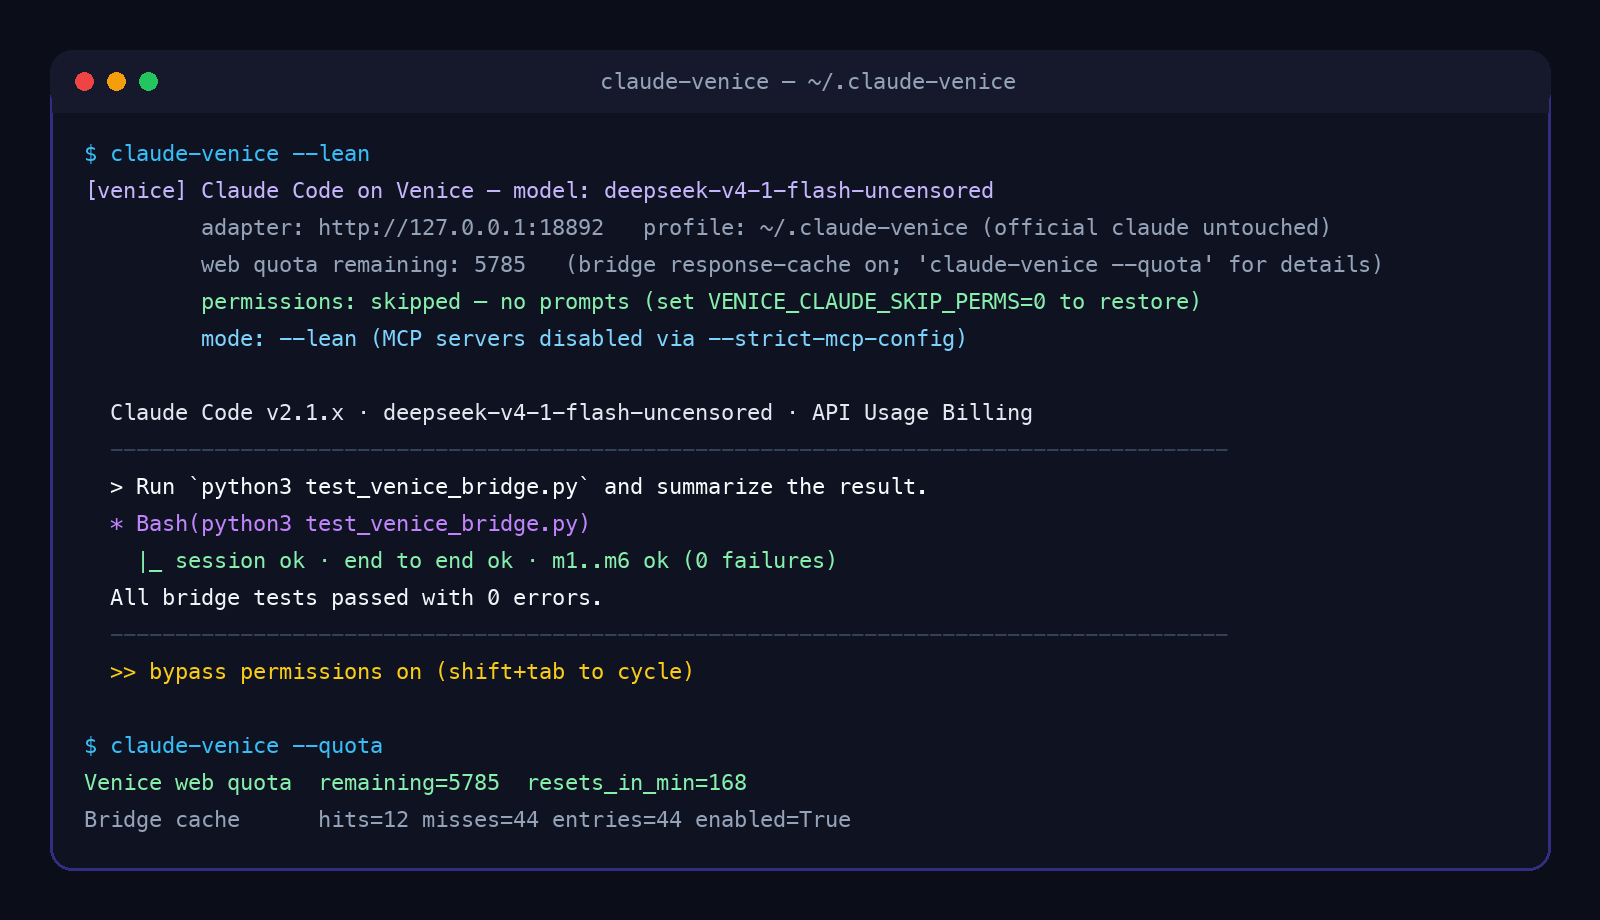 claude-venice — ~/.claude-venice
$ claude-venice --lean
[venice] Claude Code on Venice — model: deepseek-v4-1-flash-uncensored
adapter: http://127.0.0.1:18892   profile: ~/.claude-venice (official claude untouched)
web quota remaining: 5785   (bridge response-cache on; 'claude-venice --quota' for details)
permissions: skipped — no prompts (set VENICE_CLAUDE_SKIP_PERMS=0 to restore)
mode: --lean (MCP servers disabled via --strict-mcp-config)
Claude Code v2.1.x · deepseek-v4-1-flash-uncensored · API Usage Billing
> Run `python3 test_venice_bridge.py` and summarize the result.
* Bash(python3 test_venice_bridge.py)
|_ session ok · end to end ok · m1..m6 ok (0 failures)
All bridge tests passed with 0 errors.
>> bypass permissions on (shift+tab to cycle)
$ claude-venice --quota
Venice web quota  remaining=5785  resets_in_min=168
Bridge cache      hits=12 misses=44 entries=44 enabled=True